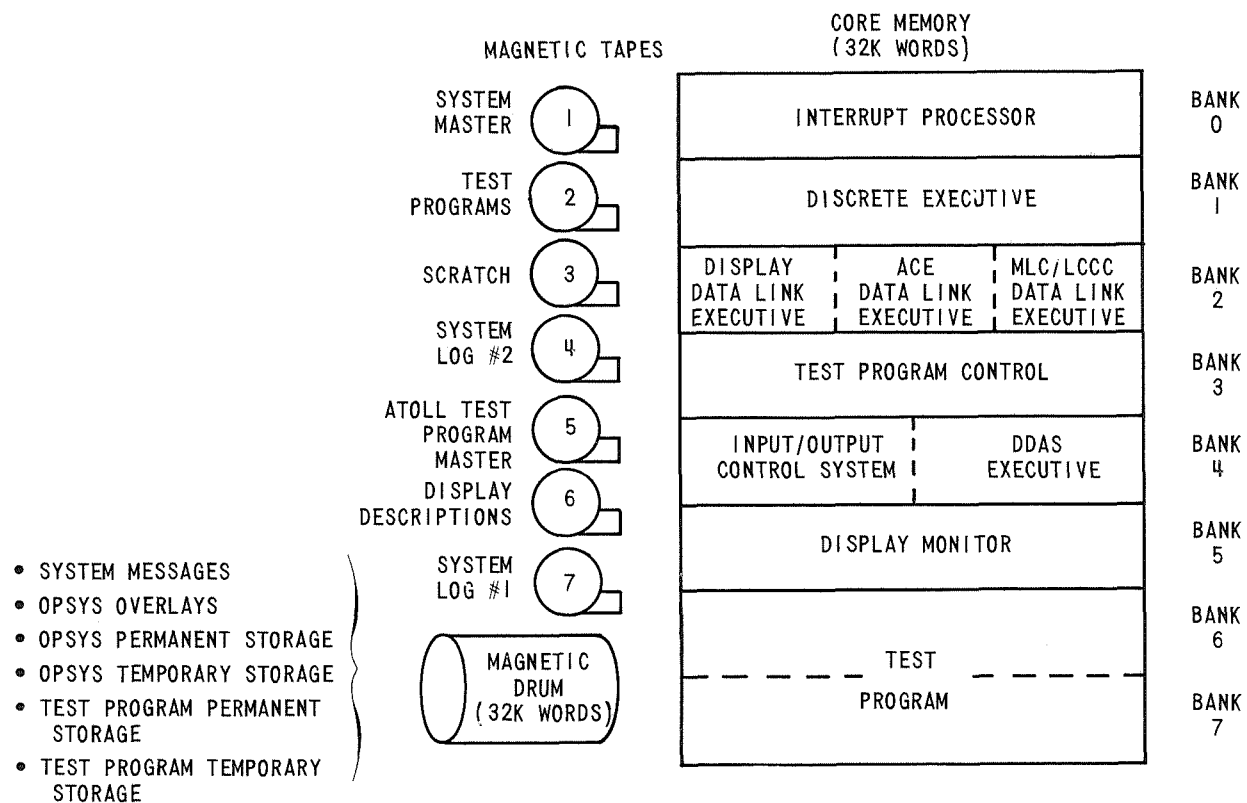 MAGNETIC TAPES
SYSTEM
MASTER
1
TEST
PROGRAMS
2
SCRATCH
3
SYSTEM
LOG #2
4
ATOLL TEST
PROGRAM
MASTER
5
DISPLAY
DESCRIPTIONS
6
SYSTEM
LOG #1
7
• SYSTEM MESSAGES
• OPSYS OVERLAYS
• OPSYS PERMANENT STORAGE
• OPSYS TEMPORARY STORAGE
• TEST PROGRAM PERMANENT
STORAGE
• TEST PROGRAM TEMPORARY
STORAGE
MAGNETIC
DRUM
(32K WORDS)
CORE MEMORY
(32K WORDS)
INTERRUPT PROCESSOR
BANK
0
DISCRETE EXECUTIVE
BANK
1
DISPLAY
DATA LINK
EXECUTIVE
ACE
DATA LINK
EXECUTIVE
MLC/LCCC
DATA LINK
EXECUTIVE
BANK
2
TEST PROGRAM CONTROL
BANK
3
INPUT/OUTPUT
CONTROL SYSTEM
DDAS
EXECUTIVE
BANK
4
DISPLAY MONITOR
BANK
5
TEST
PROGRAM
BANK
6
BANK
7